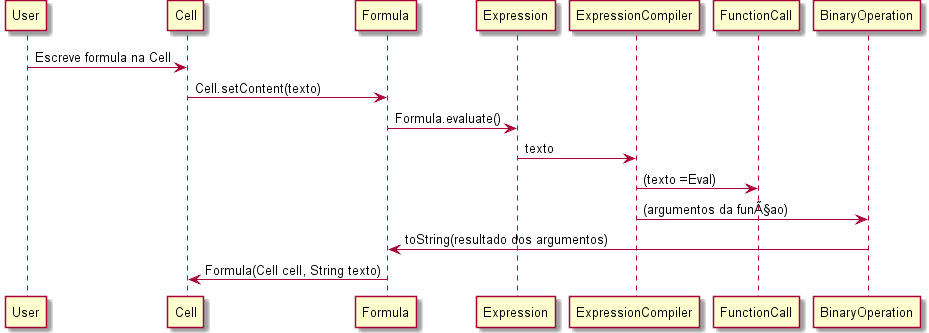 User Cell Formula Expression ExpressionCompiler FunctionCall BinaryOperation
Escreve formula na Cell
Cell.setContent(texto)
Formula.evaluate()
texto
(texto =Eval)
(argumentos da funÃ§ao)
toString(resultado dos argumentos)
Formula(Cell cell, String texto)
User Cell Formula Expression ExpressionCompiler FunctionCall BinaryOperation